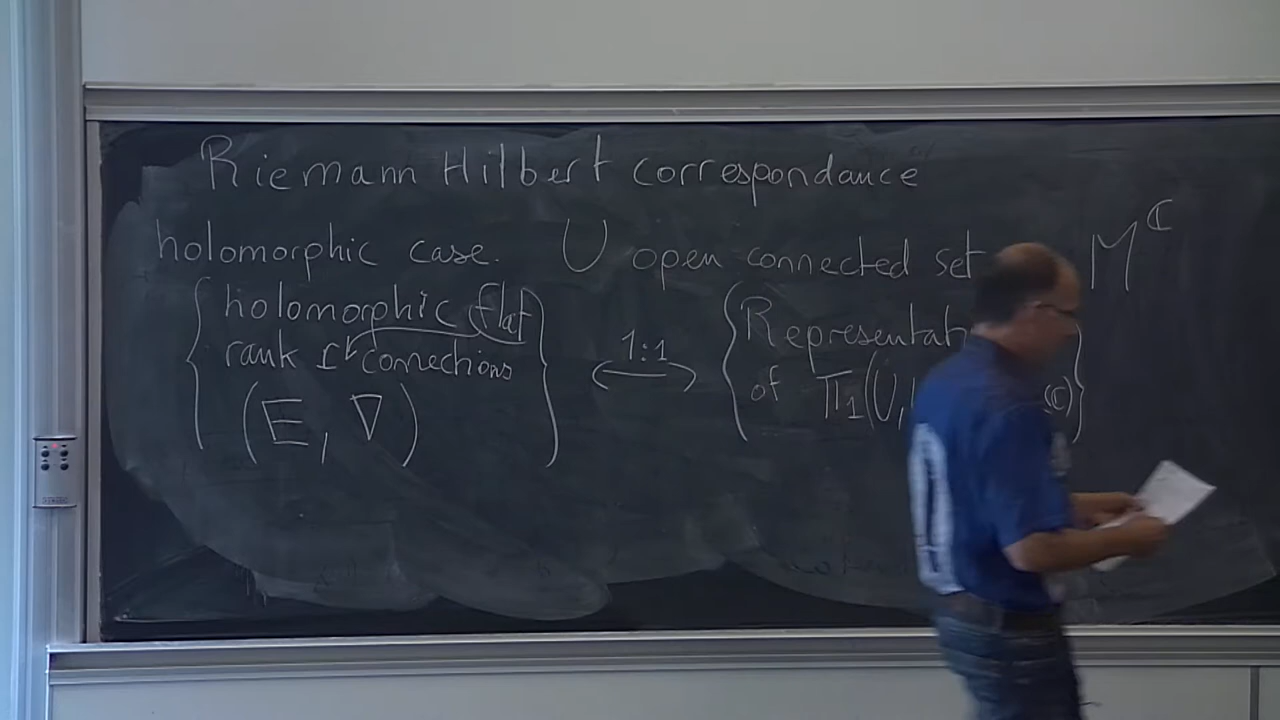 Riemann Hilbert correspondance
holomorphic case. U open connected set M^ℂ
{ holomorphic flat
rank r connections
(E, ∇) }
1:1
⟷
{ Representat
of π₁(U, ℂ) }